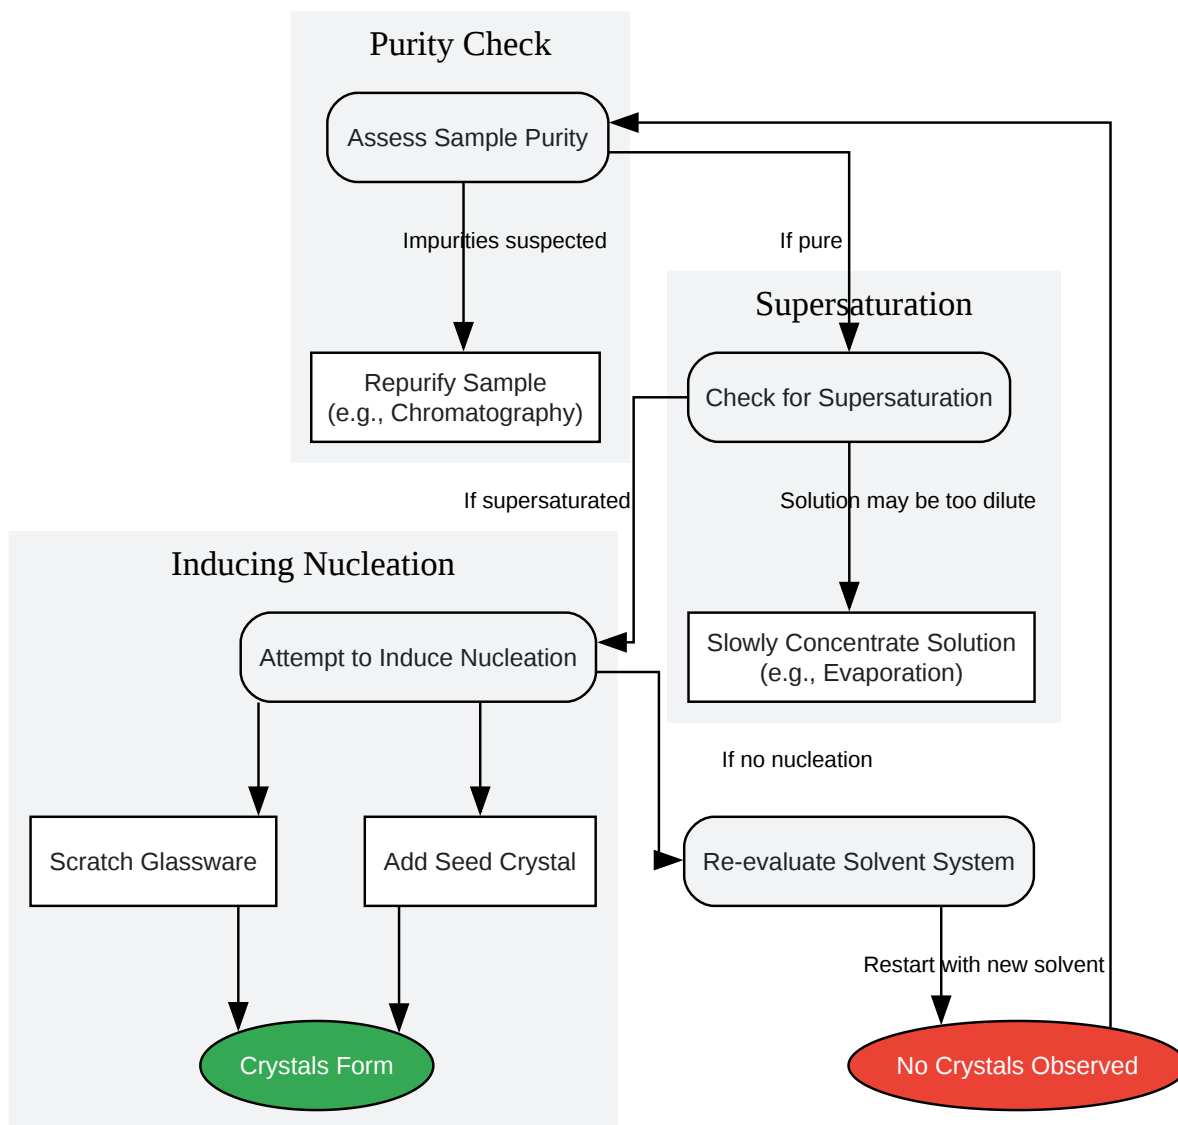 Purity Check
Assess Sample Purity
Impurities suspected
If pure
Supersaturation
Repurify Sample
(e.g., Chromatography)
Check for Supersaturation
If supersaturated
Solution may be too dilute
Inducing Nucleation
Attempt to Induce Nucleation
Slowly Concentrate Solution
(e.g., Evaporation)
If no nucleation
Scratch Glassware
Add Seed Crystal
Re-evaluate Solvent System
Restart with new solvent
Crystals Form
No Crystals Observed